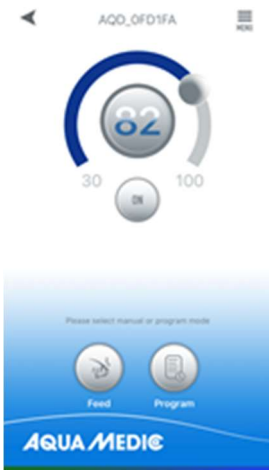 AQD_0FD1FA
MENU
82
30
100
ON
Please select manual or program mode
Feed
Program
AQUA MEDIC